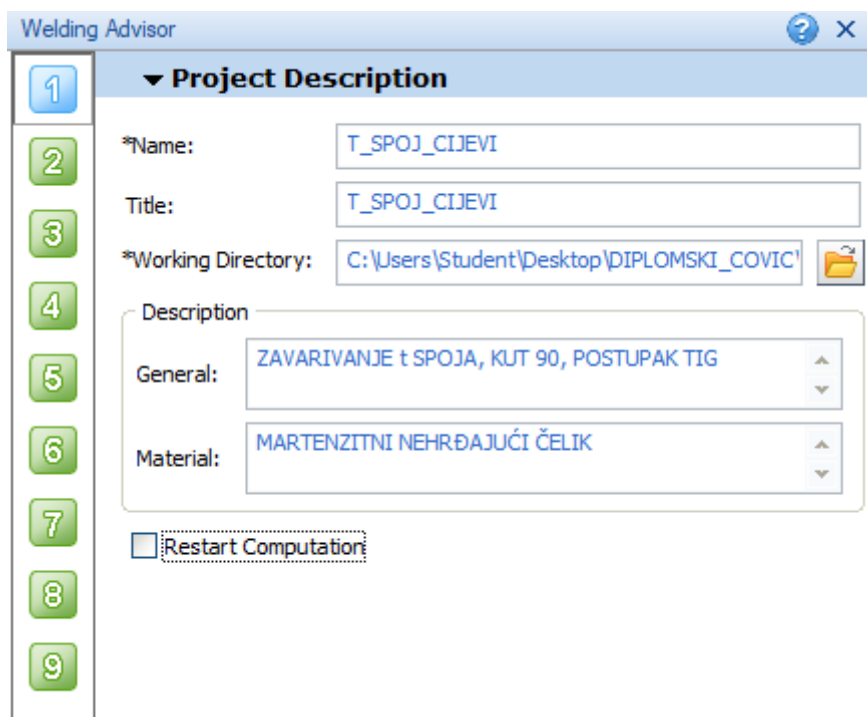 Welding Advisor
1
Project Description
2
*Name: T_SPOJ_CIJEVI
3
Title: T_SPOJ_CIJEVI
*Working Directory: C:\Users\Student\Desktop\DIPLOMSKI_COVIC\
4
Description
5
General: ZAVARIVANJE t SPOJA, KUT 90, POSTUPAK TIG
6
Material: MARTENZITNI NEHRĐAJUĆI ČELIK
7
Restart Computation
8
9